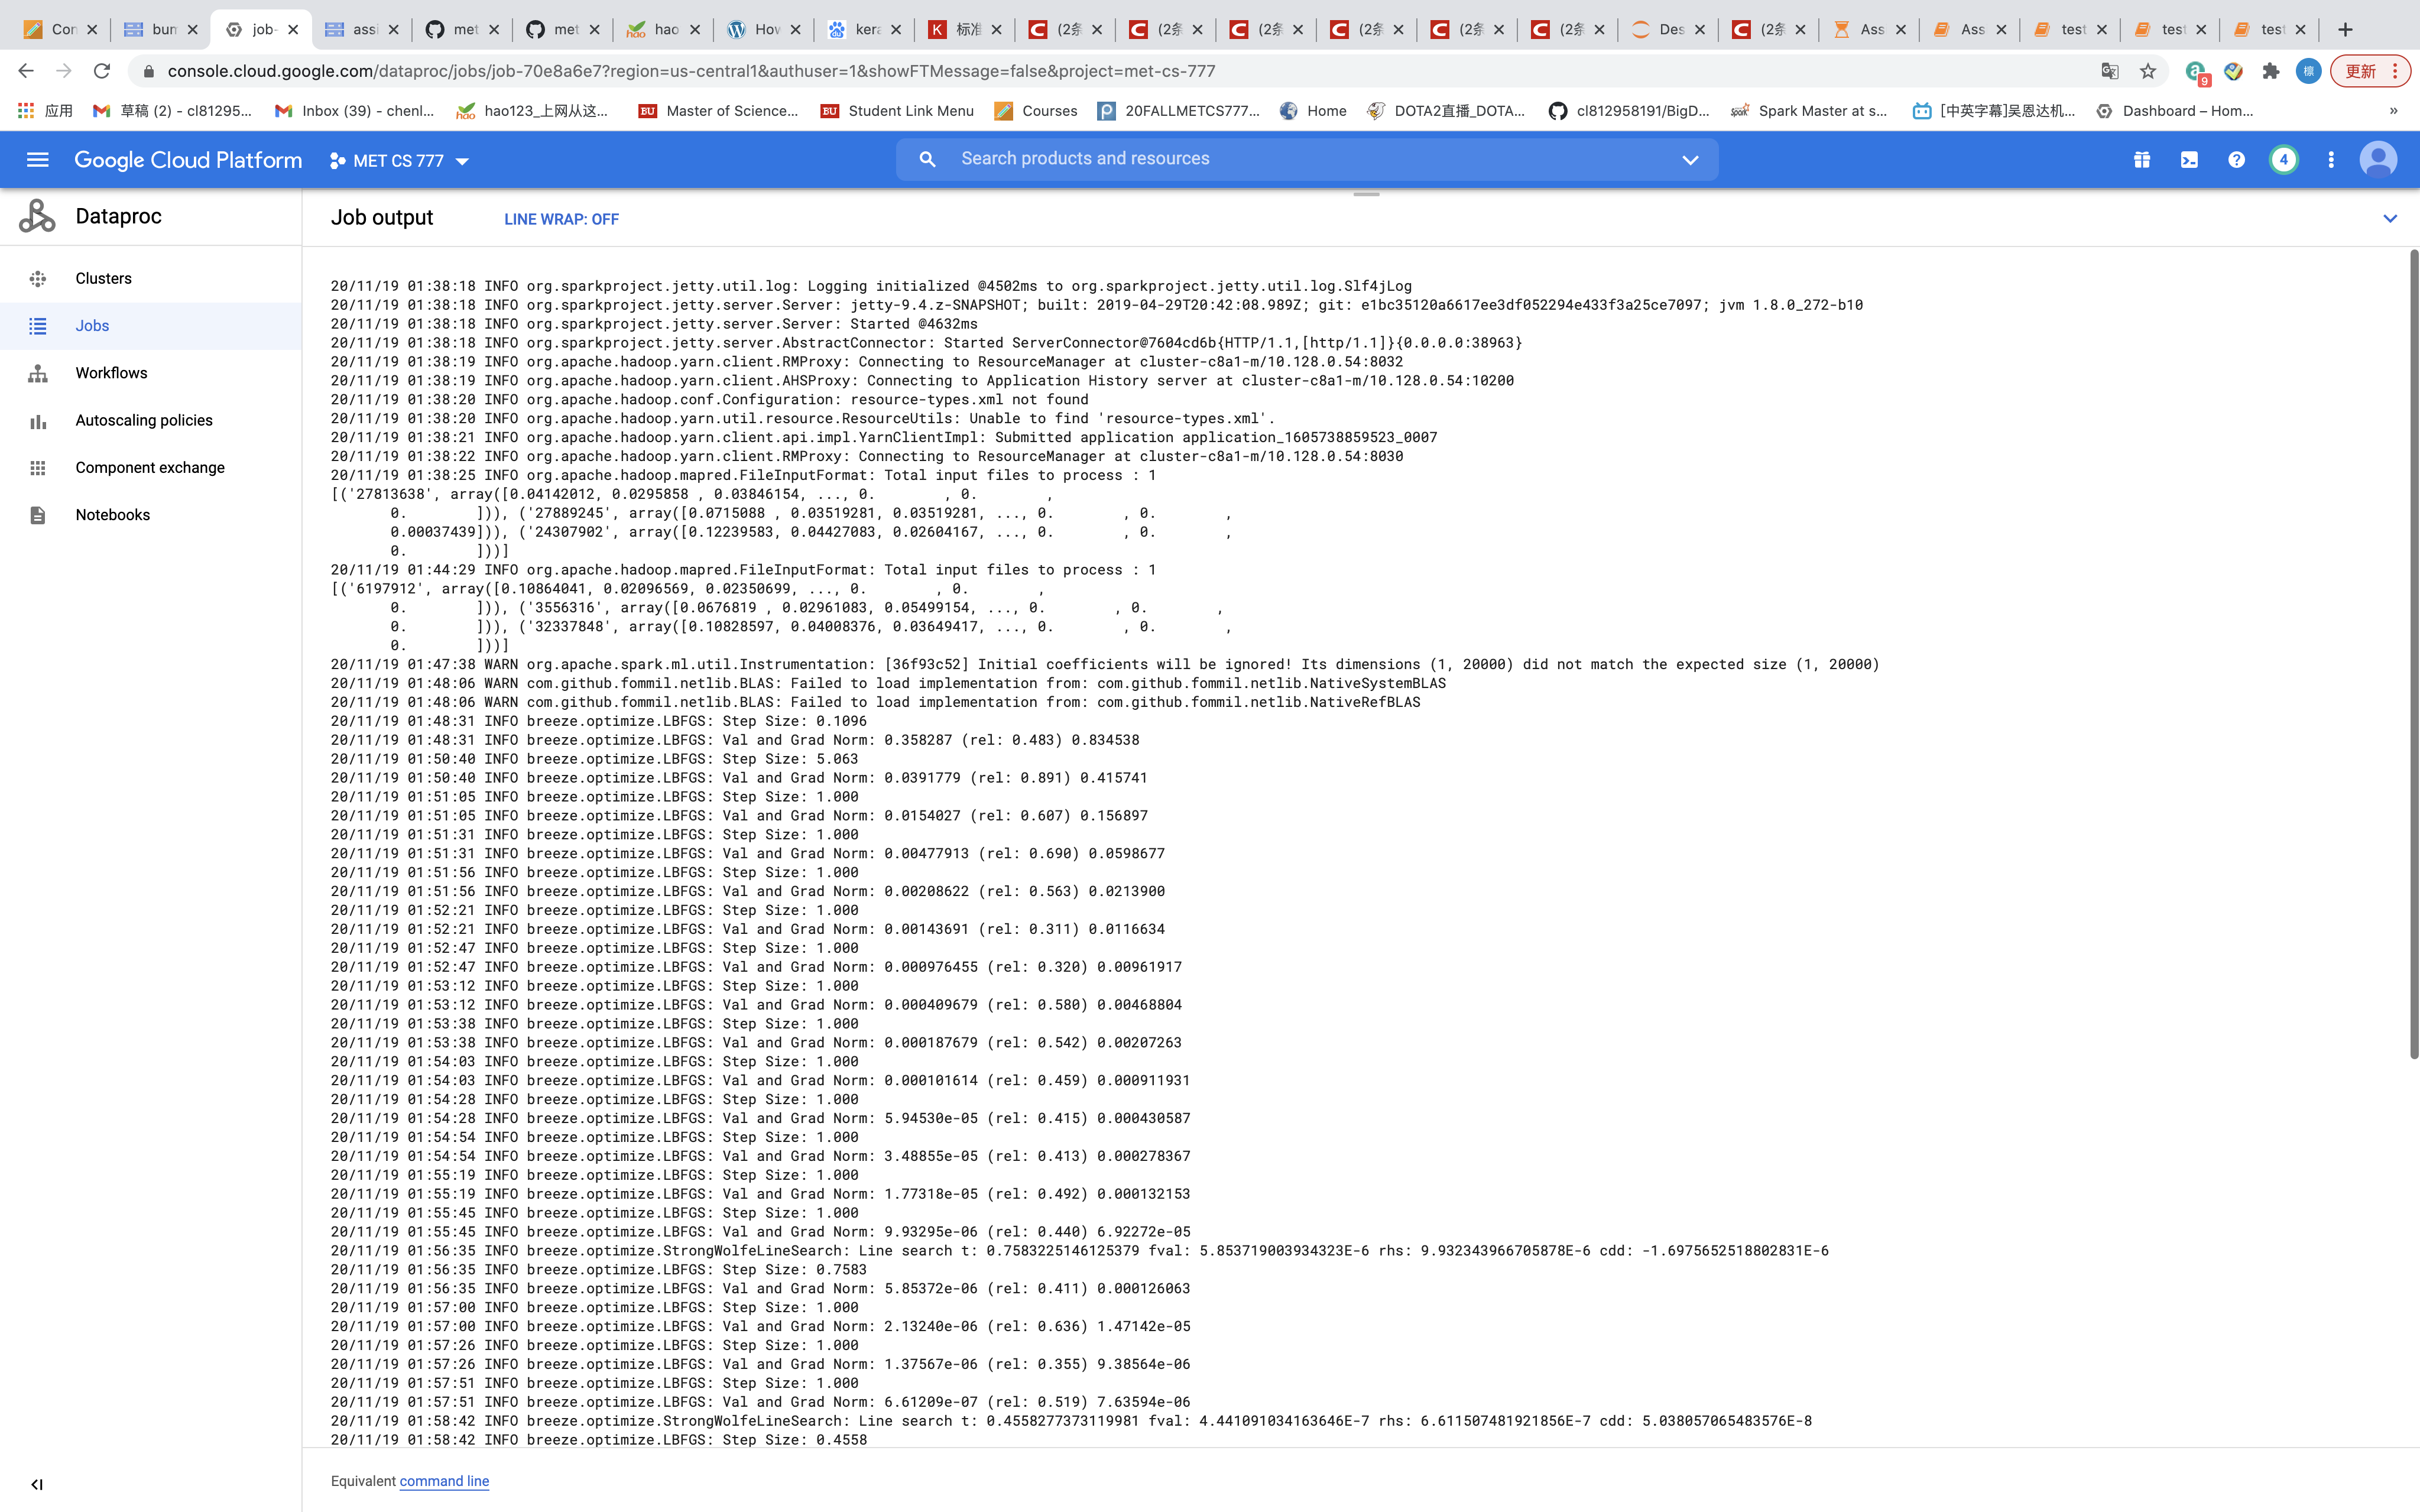 Con bun job- assi met met hao How kera 标准 (2条 (2条 (2条 (2条 (2条 (2条 Des (2条 Ass Ass test test test
console.cloud.google.com/dataproc/jobs/job-70e8a6e7?region=us-central1&authuser=1&showFTMessage=false&project=met-cs-777 9 更新
应用 草稿 (2) - cl81295... Inbox (39) - chenl... hao123_上网从这... BU Master of Science... BU Student Link Menu Courses 20FALLMETCS777... Home DOTA2直播_DOTA... cl812958191/BigD... Spark Master at s... [中英字幕]吴恩达机... Dashboard – Hom... »
Google Cloud Platform MET CS 777 Search products and resources 4
Dataproc
Clusters
Jobs
Workflows
Autoscaling policies
Component exchange
Notebooks
Job output LINE WRAP: OFF
20/11/19 01:38:18 INFO org.sparkproject.jetty.util.log: Logging initialized @4502ms to org.sparkproject.jetty.util.log.Slf4jLog
20/11/19 01:38:18 INFO org.sparkproject.jetty.server.Server: jetty-9.4.z-SNAPSHOT; built: 2019-04-29T20:42:08.989Z; git: e1bc35120a6617ee3df052294e433f3a25ce7097; jvm 1.8.0_272-b10
20/11/19 01:38:18 INFO org.sparkproject.jetty.server.Server: Started @4632ms
20/11/19 01:38:18 INFO org.sparkproject.jetty.server.AbstractConnector: Started ServerConnector@7604cd6b{HTTP/1.1,[http/1.1]}{0.0.0.0:38963}
20/11/19 01:38:19 INFO org.apache.hadoop.yarn.client.RMProxy: Connecting to ResourceManager at cluster-c8a1-m/10.128.0.54:8032
20/11/19 01:38:19 INFO org.apache.hadoop.yarn.client.AHSProxy: Connecting to Application History server at cluster-c8a1-m/10.128.0.54:10200
20/11/19 01:38:20 INFO org.apache.hadoop.conf.Configuration: resource-types.xml not found
20/11/19 01:38:20 INFO org.apache.hadoop.yarn.util.resource.ResourceUtils: Unable to find 'resource-types.xml'.
20/11/19 01:38:21 INFO org.apache.hadoop.yarn.client.api.impl.YarnClientImpl: Submitted application application_1605738859523_0007
20/11/19 01:38:22 INFO org.apache.hadoop.yarn.client.RMProxy: Connecting to ResourceManager at cluster-c8a1-m/10.128.0.54:8030
20/11/19 01:38:25 INFO org.apache.hadoop.mapred.FileInputFormat: Total input files to process : 1
[('27813638', array([0.04142012, 0.0295858 , 0.03846154, ..., 0.        , 0.        ,
       0.        ])), ('27889245', array([0.0715088 , 0.03519281, 0.03519281, ..., 0.        , 0.        ,
       0.00037439])), ('24307902', array([0.12239583, 0.04427083, 0.02604167, ..., 0.        , 0.        ,
       0.        ]))]
20/11/19 01:44:29 INFO org.apache.hadoop.mapred.FileInputFormat: Total input files to process : 1
[('6197912', array([0.10864041, 0.02096569, 0.02350699, ..., 0.        , 0.        ,
       0.        ])), ('3556316', array([0.0676819 , 0.02961083, 0.05499154, ..., 0.        , 0.        ,
       0.        ])), ('32337848', array([0.10828597, 0.04008376, 0.03649417, ..., 0.        , 0.        ,
       0.        ]))]
20/11/19 01:47:38 WARN org.apache.spark.ml.util.Instrumentation: [36f93c52] Initial coefficients will be ignored! Its dimensions (1, 20000) did not match the expected size (1, 20000)
20/11/19 01:48:06 WARN com.github.fommil.netlib.BLAS: Failed to load implementation from: com.github.fommil.netlib.NativeSystemBLAS
20/11/19 01:48:06 WARN com.github.fommil.netlib.BLAS: Failed to load implementation from: com.github.fommil.netlib.NativeRefBLAS
20/11/19 01:48:31 INFO breeze.optimize.LBFGS: Step Size: 0.1096
20/11/19 01:48:31 INFO breeze.optimize.LBFGS: Val and Grad Norm: 0.358287 (rel: 0.483) 0.834538
20/11/19 01:50:40 INFO breeze.optimize.LBFGS: Step Size: 5.063
20/11/19 01:50:40 INFO breeze.optimize.LBFGS: Val and Grad Norm: 0.0391779 (rel: 0.891) 0.415741
20/11/19 01:51:05 INFO breeze.optimize.LBFGS: Step Size: 1.000
20/11/19 01:51:05 INFO breeze.optimize.LBFGS: Val and Grad Norm: 0.0154027 (rel: 0.607) 0.156897
20/11/19 01:51:31 INFO breeze.optimize.LBFGS: Step Size: 1.000
20/11/19 01:51:31 INFO breeze.optimize.LBFGS: Val and Grad Norm: 0.00477913 (rel: 0.690) 0.0598677
20/11/19 01:51:56 INFO breeze.optimize.LBFGS: Step Size: 1.000
20/11/19 01:51:56 INFO breeze.optimize.LBFGS: Val and Grad Norm: 0.00208622 (rel: 0.563) 0.0213900
20/11/19 01:52:21 INFO breeze.optimize.LBFGS: Step Size: 1.000
20/11/19 01:52:21 INFO breeze.optimize.LBFGS: Val and Grad Norm: 0.00143691 (rel: 0.311) 0.0116634
20/11/19 01:52:47 INFO breeze.optimize.LBFGS: Step Size: 1.000
20/11/19 01:52:47 INFO breeze.optimize.LBFGS: Val and Grad Norm: 0.000976455 (rel: 0.320) 0.00961917
20/11/19 01:53:12 INFO breeze.optimize.LBFGS: Step Size: 1.000
20/11/19 01:53:12 INFO breeze.optimize.LBFGS: Val and Grad Norm: 0.000409679 (rel: 0.580) 0.00468804
20/11/19 01:53:38 INFO breeze.optimize.LBFGS: Step Size: 1.000
20/11/19 01:53:38 INFO breeze.optimize.LBFGS: Val and Grad Norm: 0.000187679 (rel: 0.542) 0.00207263
20/11/19 01:54:03 INFO breeze.optimize.LBFGS: Step Size: 1.000
20/11/19 01:54:03 INFO breeze.optimize.LBFGS: Val and Grad Norm: 0.000101614 (rel: 0.459) 0.000911931
20/11/19 01:54:28 INFO breeze.optimize.LBFGS: Step Size: 1.000
20/11/19 01:54:28 INFO breeze.optimize.LBFGS: Val and Grad Norm: 5.94530e-05 (rel: 0.415) 0.000430587
20/11/19 01:54:54 INFO breeze.optimize.LBFGS: Step Size: 1.000
20/11/19 01:54:54 INFO breeze.optimize.LBFGS: Val and Grad Norm: 3.48855e-05 (rel: 0.413) 0.000278367
20/11/19 01:55:19 INFO breeze.optimize.LBFGS: Step Size: 1.000
20/11/19 01:55:19 INFO breeze.optimize.LBFGS: Val and Grad Norm: 1.77318e-05 (rel: 0.492) 0.000132153
20/11/19 01:55:45 INFO breeze.optimize.LBFGS: Step Size: 1.000
20/11/19 01:55:45 INFO breeze.optimize.LBFGS: Val and Grad Norm: 9.93295e-06 (rel: 0.440) 6.92272e-05
20/11/19 01:56:35 INFO breeze.optimize.StrongWolfeLineSearch: Line search t: 0.7583225146125379 fval: 5.853719003934323E-6 rhs: 9.932343966705878E-6 cdd: -1.6975652518802831E-6
20/11/19 01:56:35 INFO breeze.optimize.LBFGS: Step Size: 0.7583
20/11/19 01:56:35 INFO breeze.optimize.LBFGS: Val and Grad Norm: 5.85372e-06 (rel: 0.411) 0.000126063
20/11/19 01:57:00 INFO breeze.optimize.LBFGS: Step Size: 1.000
20/11/19 01:57:00 INFO breeze.optimize.LBFGS: Val and Grad Norm: 2.13240e-06 (rel: 0.636) 1.47142e-05
20/11/19 01:57:26 INFO breeze.optimize.LBFGS: Step Size: 1.000
20/11/19 01:57:26 INFO breeze.optimize.LBFGS: Val and Grad Norm: 1.37567e-06 (rel: 0.355) 9.38564e-06
20/11/19 01:57:51 INFO breeze.optimize.LBFGS: Step Size: 1.000
20/11/19 01:57:51 INFO breeze.optimize.LBFGS: Val and Grad Norm: 6.61209e-07 (rel: 0.519) 7.63594e-06
20/11/19 01:58:42 INFO breeze.optimize.StrongWolfeLineSearch: Line search t: 0.4558277373119981 fval: 4.441091034163646E-7 rhs: 6.611507481921856E-7 cdd: 5.038057065483576E-8
20/11/19 01:58:42 INFO breeze.optimize.LBFGS: Step Size: 0.4558
Equivalent command line